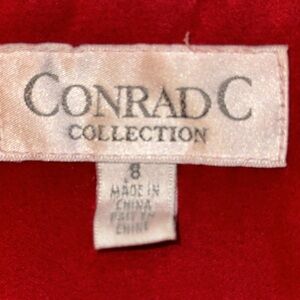 CONRAD C
COLLECTION
8
MADE IN
CHINA
FAIT EN
CHINE